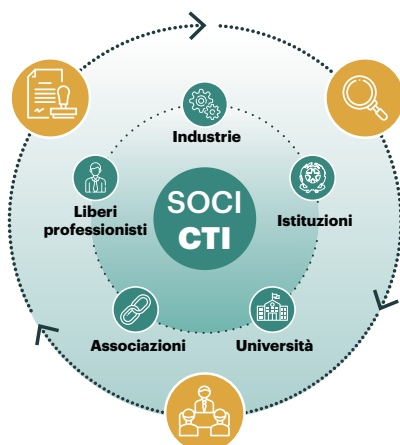 Industrie
SOCI
CTI
Liberi
professionisti
Istituzioni
Associazioni
Università